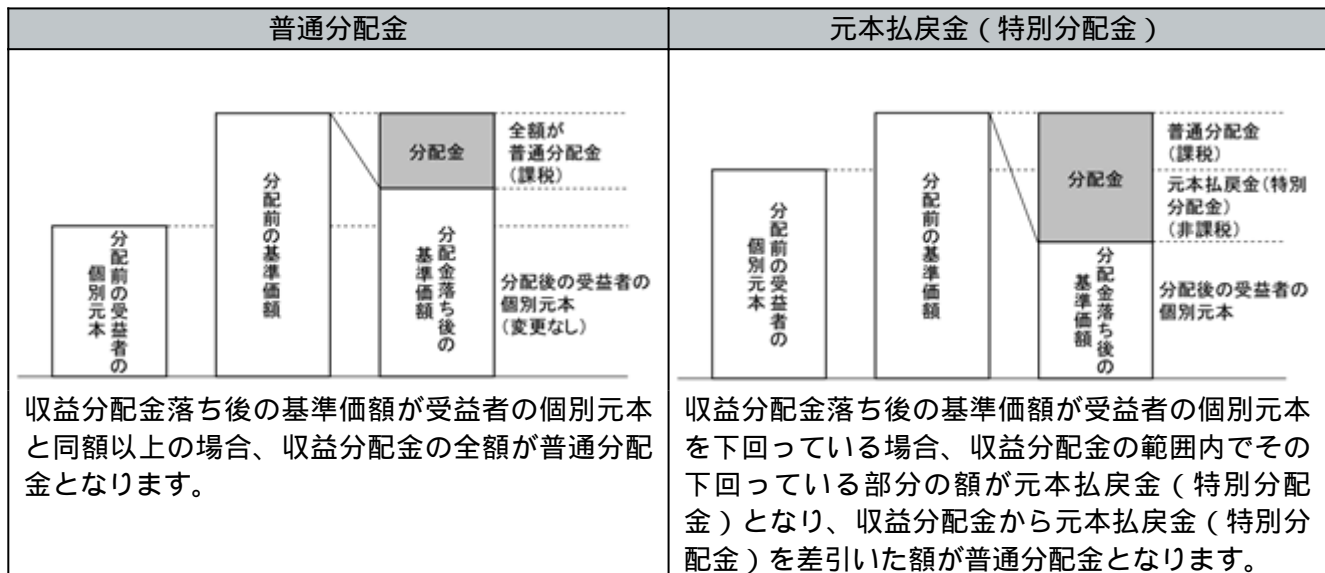 普通分配金
分配前の受益者の
個別元本
分配前の基準価額
分配金
分配金落ち後の
基準価額
全額が
普通分配金
(課税)
分配後の受益者の
個別元本
(変更なし)
収益分配金落ち後の基準価額が受益者の個別元本
と同額以上の場合、収益分配金の全額が普通分配
金となります。
元本払戻金(特別分配金)
分配前の受益者の
個別元本
分配前の基準価額
分配金
分配金落ち後の
基準価額
普通分配金
(課税)
元本払戻金(特別
分配金)
(非課税)
分配後の受益者の
個別元本
収益分配金落ち後の基準価額が受益者の個別元本
を下回っている場合、収益分配金の範囲内でその
下回っている部分の額が元本払戻金(特別分配
金)となり、収益分配金から元本払戻金(特別分
配金)を差引いた額が普通分配金となります。